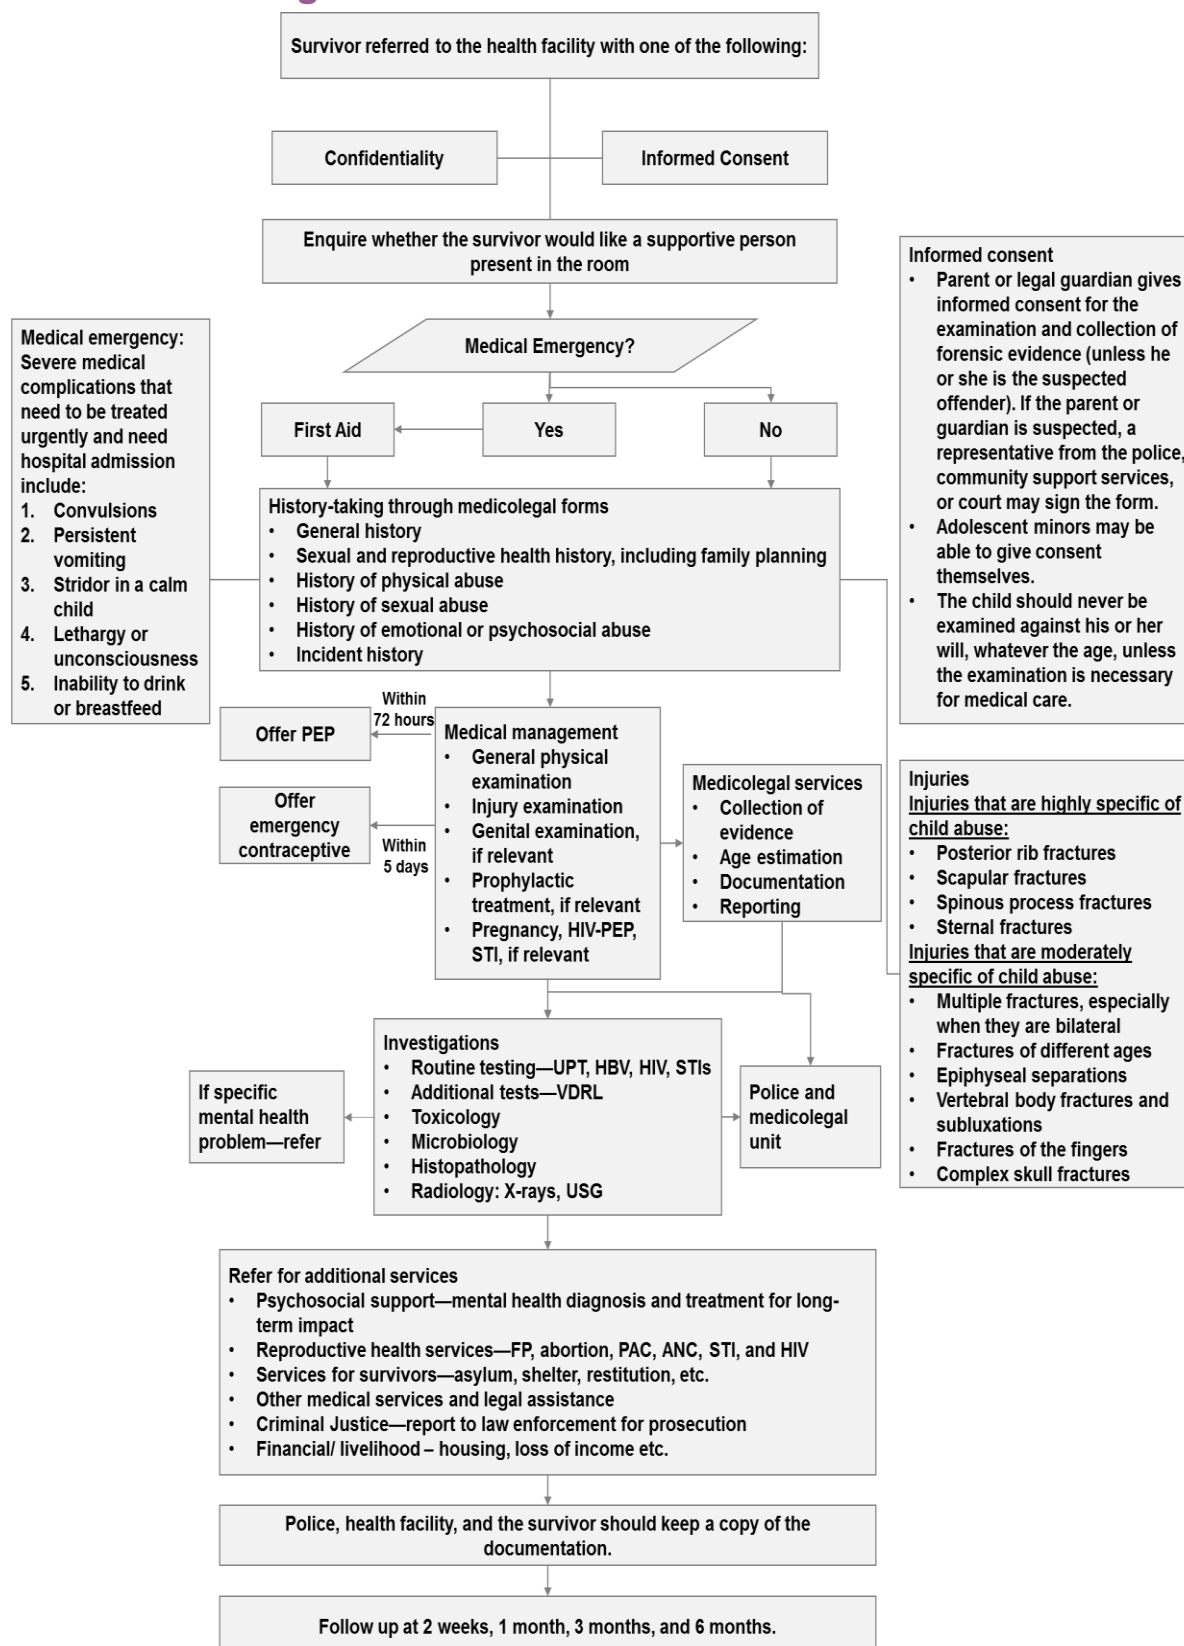 Survivor referred to the health facility with one of the following:
Confidentiality
Informed Consent
Enquire whether the survivor would like a supportive person
present in the room
Medical Emergency?
First Aid
Yes
No
Medical emergency:
Severe medical
complications that
need to be treated
urgently and need
hospital admission
include:
1. Convulsions
2. Persistent
vomiting
3. Stridor in a calm
child
4. Lethargy or
unconsciousness
5. Inability to drink
or breastfeed
History-taking through medicolegal forms
• General history
• Sexual and reproductive health history, including family planning
• History of physical abuse
• History of sexual abuse
• History of emotional or psychosocial abuse
• Incident history
Informed consent
• Parent or legal guardian gives
informed consent for the
examination and collection of
forensic evidence (unless he
or she is the suspected
offender). If the parent or
guardian is suspected, a
representative from the police,
community support services,
or court may sign the form.
• Adolescent minors may be
able to give consent
themselves.
• The child should never be
examined against his or her
will, whatever the age, unless
the examination is necessary
for medical care.
Within
72 hours
Offer PEP
Offer
emergency
contraceptive
Within
5 days
Medical management
• General physical
examination
• Injury examination
• Genital examination,
if relevant
• Prophylactic
treatment, if relevant
• Pregnancy, HIV-PEP,
STI, if relevant
Medicolegal services
• Collection of
evidence
• Age estimation
• Documentation
• Reporting
Injuries
Injuries that are highly specific of
child abuse:
• Posterior rib fractures
• Scapular fractures
• Spinous process fractures
• Sternal fractures
Injuries that are moderately
specific of child abuse:
• Multiple fractures, especially
when they are bilateral
• Fractures of different ages
• Epiphyseal separations
• Vertebral body fractures and
subluxations
• Fractures of the fingers
• Complex skull fractures
If specific
mental health
problem—refer
Investigations
• Routine testing—UPT, HBV, HIV, STIs
• Additional tests—VDRL
• Toxicology
• Microbiology
• Histopathology
• Radiology: X-rays, USG
Police and
medicolegal
unit
Refer for additional services
• Psychosocial support—mental health diagnosis and treatment for long-
term impact
• Reproductive health services—FP, abortion, PAC, ANC, STI, and HIV
• Services for survivors—asylum, shelter, restitution, etc.
• Other medical services and legal assistance
• Criminal Justice—report to law enforcement for prosecution
• Financial/ livelihood – housing, loss of income etc.
Police, health facility, and the survivor should keep a copy of the
documentation.
Follow up at 2 weeks, 1 month, 3 months, and 6 months.